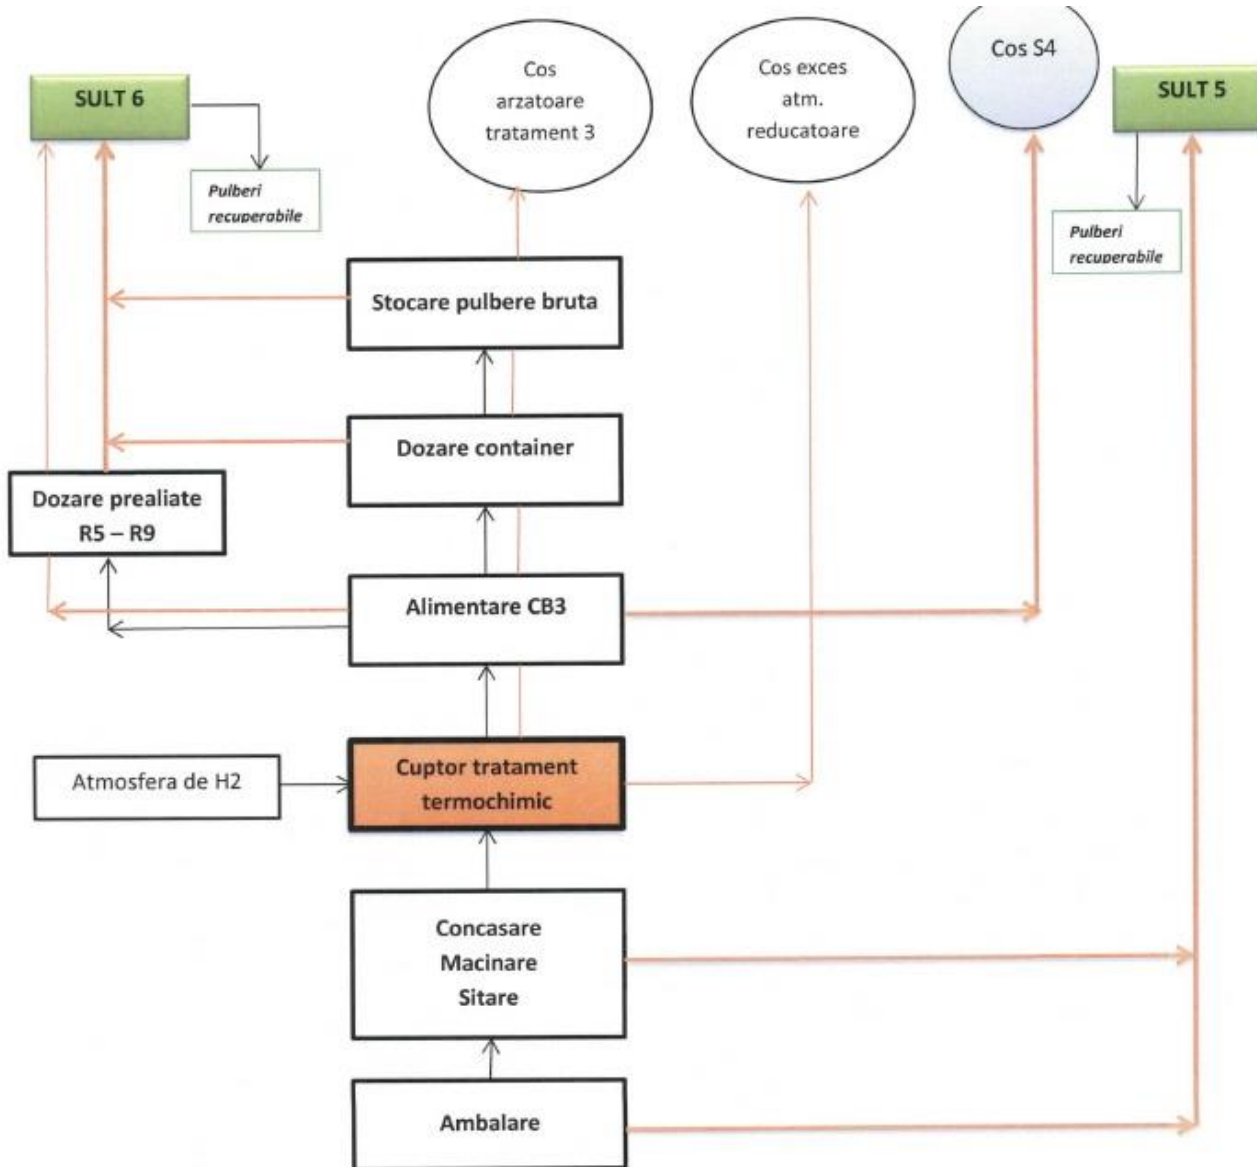 Cos S4
Cos
arzatoare
tratament 3
Cos exces
atm.
reducatoare
SULT 6
SULT 5
Pulberi
recuperabile
Pulberi
recuperabile
Stocare pulbere bruta
Dozare container
Dozare prealiate
R5 – R9
Alimentare CB3
Atmosfera de H2
Cuptor tratament
termochimic
Concasare
Macinare
Sitare
Ambalare